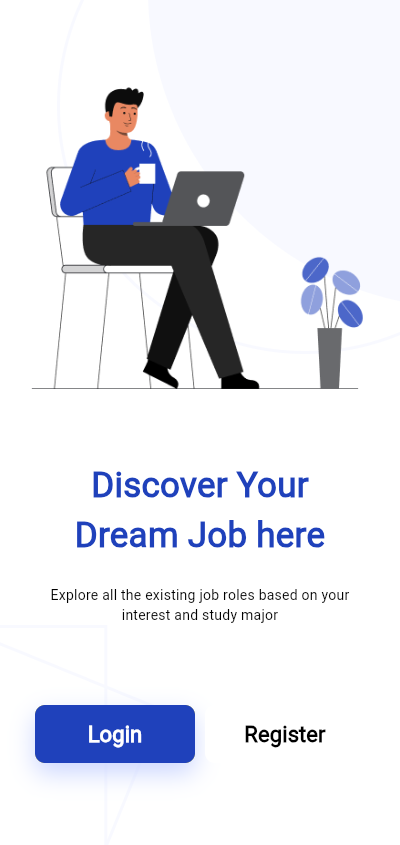 Discover Your
Dream Job here
Explore all the existing job roles based on your
interest and study major
Login
Register